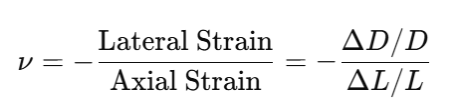 ν = − Lateral Strain / Axial Strain = − ΔD/D / ΔL/L